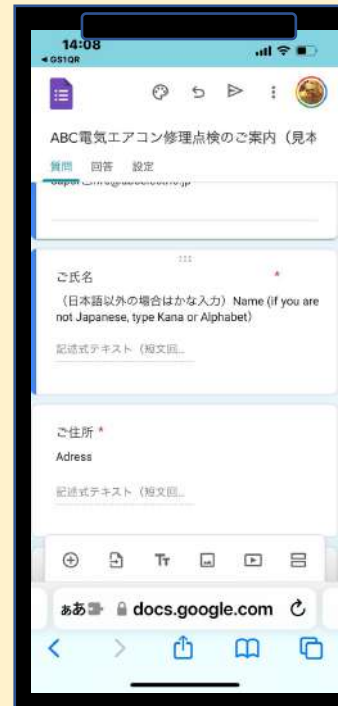 14:08
◀ GS1QR
ABC電気エアコン修理点検のご案内（見本
質問 回答 設定
ご氏名 *
（日本語以外の場合はかな入力）Name (if you are
not Japanese, type Kana or Alphabet)
記述式テキスト（短文回...
ご住所 *
Adress
記述式テキスト（短文回...
Tт
ぁあ docs.google.com